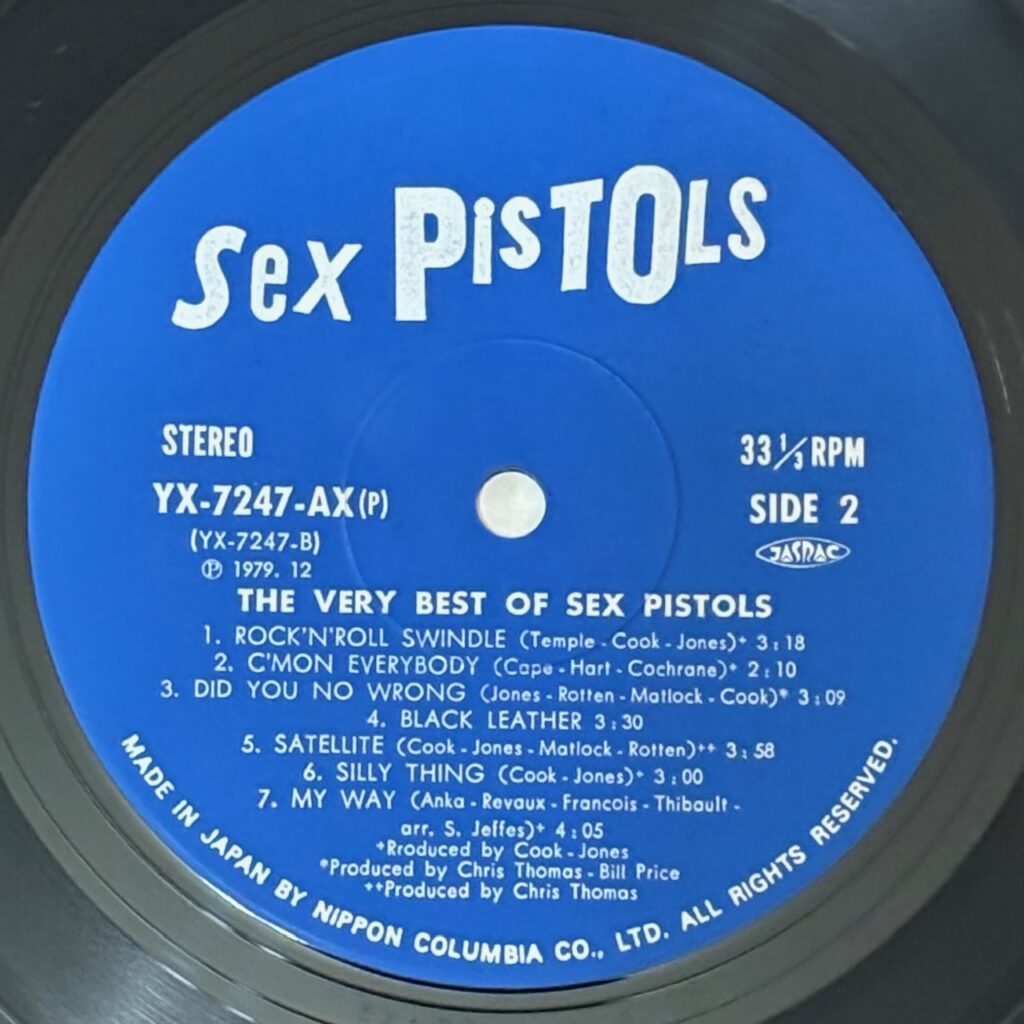 Sex PisTOLS
STEREO
33 1/3 RPM
YX-7247-AX(P)
SIDE 2
(YX-7247-B)
JASRAC
℗ 1979. 12
THE VERY BEST OF SEX PISTOLS
1. ROCK'N'ROLL SWINDLE (Temple - Cook - Jones)+ 3 : 18
2. C'MON EVERYBODY (Cape - Hart - Cochrane)+ 2 : 10
3. DID YOU NO WRONG (Jones - Rotten - Matlock - Cook)* 3 : 09
4. BLACK LEATHER 3 : 30
5. SATELLITE (Cook - Jones - Matlock - Rotten)++ 3 : 58
6. SILLY THING (Cook - Jones)+ 3 : 00
7. MY WAY (Anka - Revaux - Francois - Thibault -
arr. S. Jeffes)+ 4 : 05
+Rroduced by Cook - Jones
*Produced by Chris Thomas - Bill Price
++Produced by Chris Thomas
MADE IN JAPAN BY NIPPON COLUMBIA CO., LTD. ALL RIGHTS RESERVED.